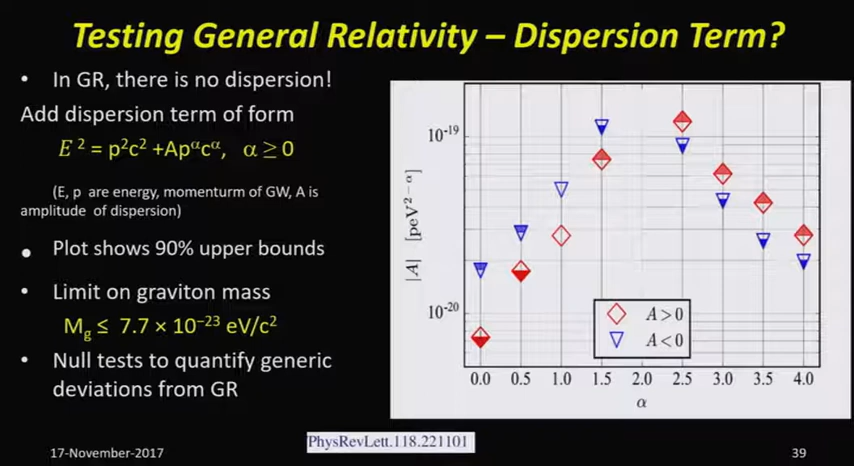 Testing General Relativity – Dispersion Term?
• In GR, there is no dispersion!
Add dispersion term of form
E ² = p²c² +Apᵅcᵅ, α ≥ 0
(E, p are energy, momenturm of GW, A is
amplitude of dispersion)
• Plot shows 90% upper bounds
• Limit on graviton mass
M_g ≤ 7.7 × 10⁻²³ eV/c²
• Null tests to quantify generic
deviations from GR
|A| [peV²⁻ᵅ]
10⁻¹⁹
10⁻²⁰
A>0
A<0
0.0 0.5 1.0 1.5 2.0 2.5 3.0 3.5 4.0
α
PhysRevLett.118.221101
17-November-2017
39